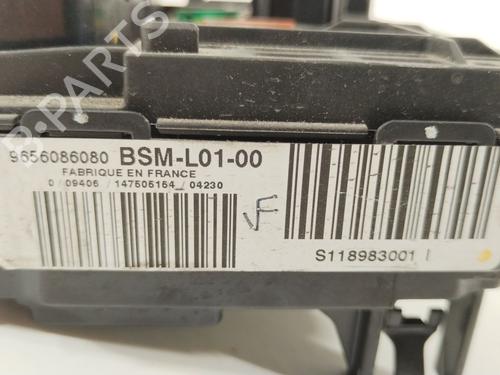 9656086080 BSM-L01-00
FABRIQUE EN FRANCE
0 / 09406 / 147505154 / 04230
VF
S118983001 I
B-PARTS